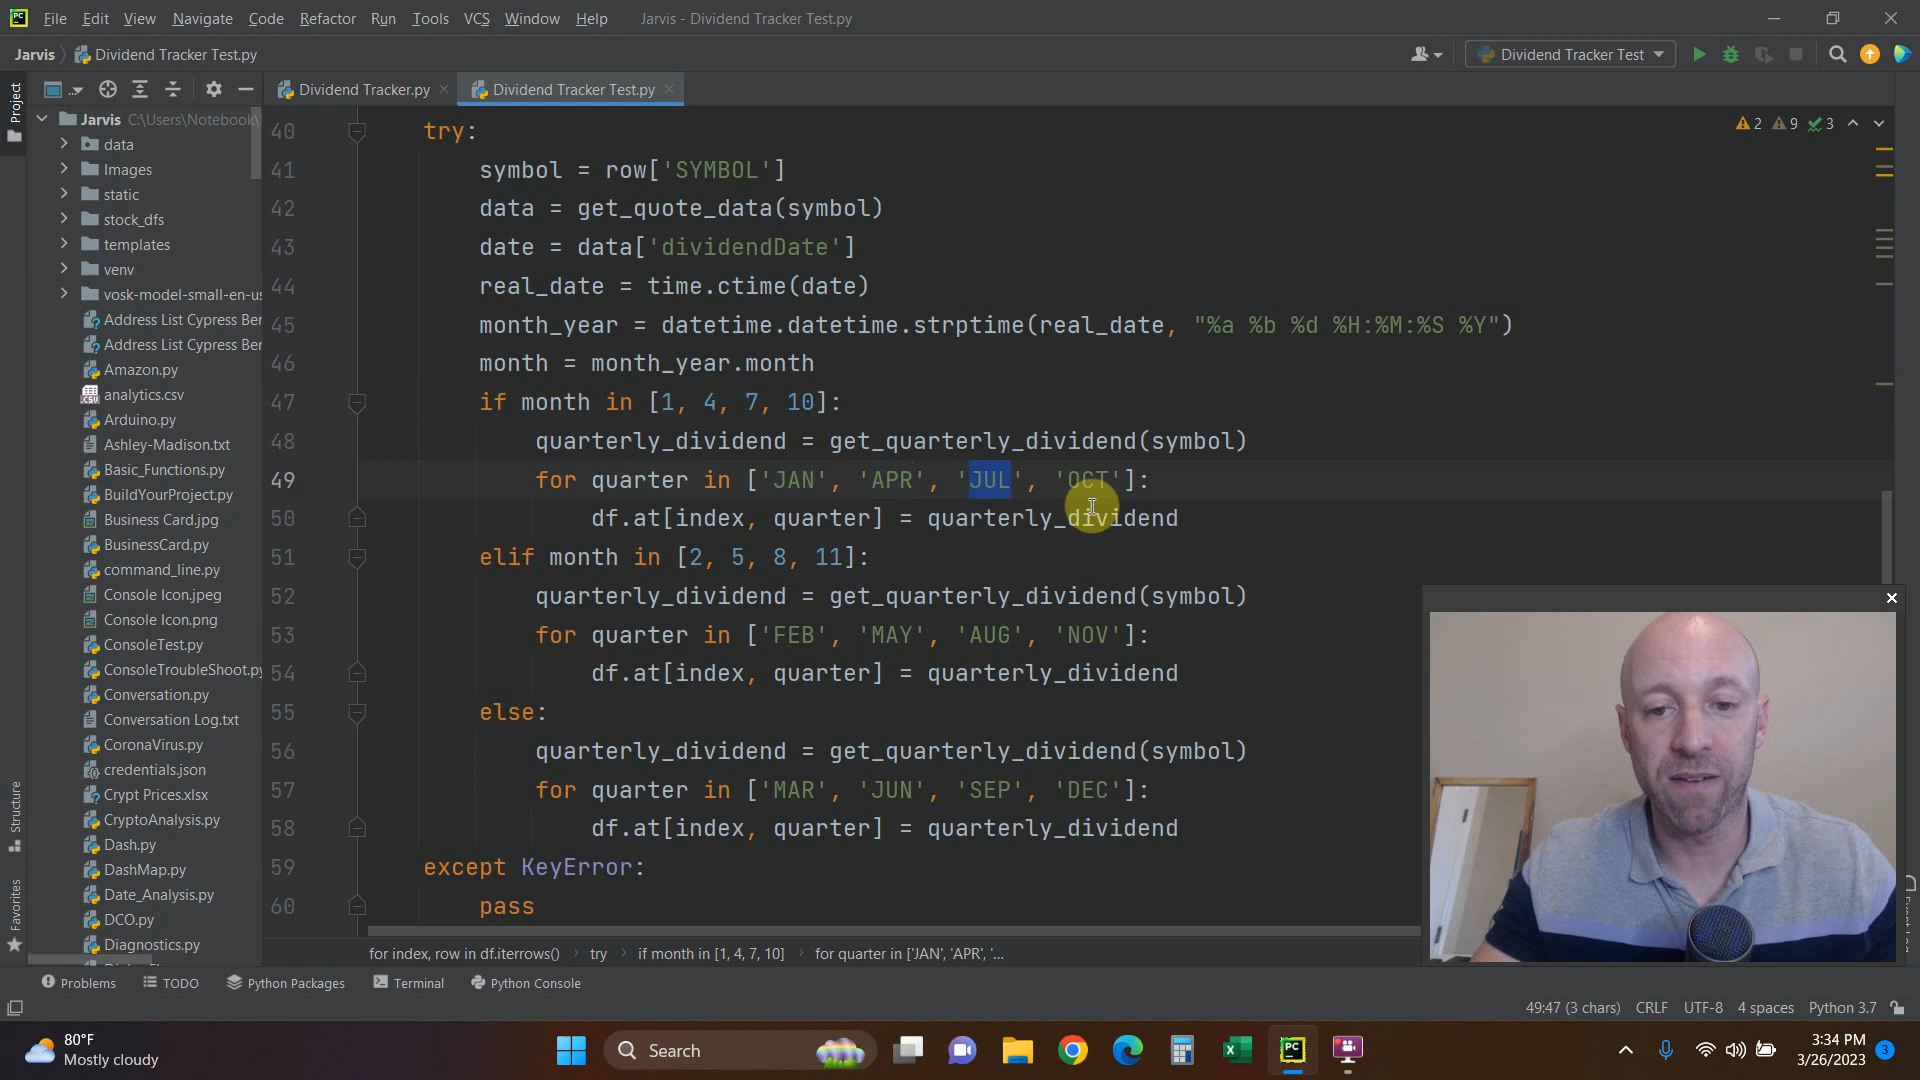 File Edit View Navigate Code Refactor Run Tools VCS Window Help Jarvis - Dividend Tracker Test.py
Jarvis Dividend Tracker Test.py
Dividend Tracker Test
Project
Dividend Tracker.py
Dividend Tracker Test.py
Jarvis C:\Users\Notebook\
data
Images
static
stock_dfs
templates
venv
vosk-model-small-en-us
Address List Cypress Ber
Address List Cypress Ber
Amazon.py
analytics.csv
Arduino.py
Ashley-Madison.txt
Basic_Functions.py
BuildYourProject.py
Business Card.jpg
BusinessCard.py
command_line.py
Console Icon.jpeg
Console Icon.png
ConsoleTest.py
ConsoleTroubleShoot.py
Conversation.py
Conversation Log.txt
CoronaVirus.py
credentials.json
Crypt Prices.xlsx
CryptoAnalysis.py
Dash.py
DashMap.py
Date_Analysis.py
DCO.py
Diagnostics.py
Structure
Favorites
2 9 3
40 try:
41 symbol = row['SYMBOL']
42 data = get_quote_data(symbol)
43 date = data['dividendDate']
44 real_date = time.ctime(date)
45 month_year = datetime.datetime.strptime(real_date, "%a %b %d %H:%M:%S %Y")
46 month = month_year.month
47 if month in [1, 4, 7, 10]:
48 quarterly_dividend = get_quarterly_dividend(symbol)
49 for quarter in ['JAN', 'APR', 'JUL', 'OCT']:
50 df.at[index, quarter] = quarterly_dividend
51 elif month in [2, 5, 8, 11]:
52 quarterly_dividend = get_quarterly_dividend(symbol)
53 for quarter in ['FEB', 'MAY', 'AUG', 'NOV']:
54 df.at[index, quarter] = quarterly_dividend
55 else:
56 quarterly_dividend = get_quarterly_dividend(symbol)
57 for quarter in ['MAR', 'JUN', 'SEP', 'DEC']:
58 df.at[index, quarter] = quarterly_dividend
59 except KeyError:
60 pass
for index, row in df.iterrows() › try › if month in [1, 4, 7, 10] › for quarter in ['JAN', 'APR', '...
Problems TODO Python Packages Terminal Python Console
49:47 (3 chars) CRLF UTF-8 4 spaces Python 3.7
80°F
Mostly cloudy
Search
3:34 PM
3/26/2023
3